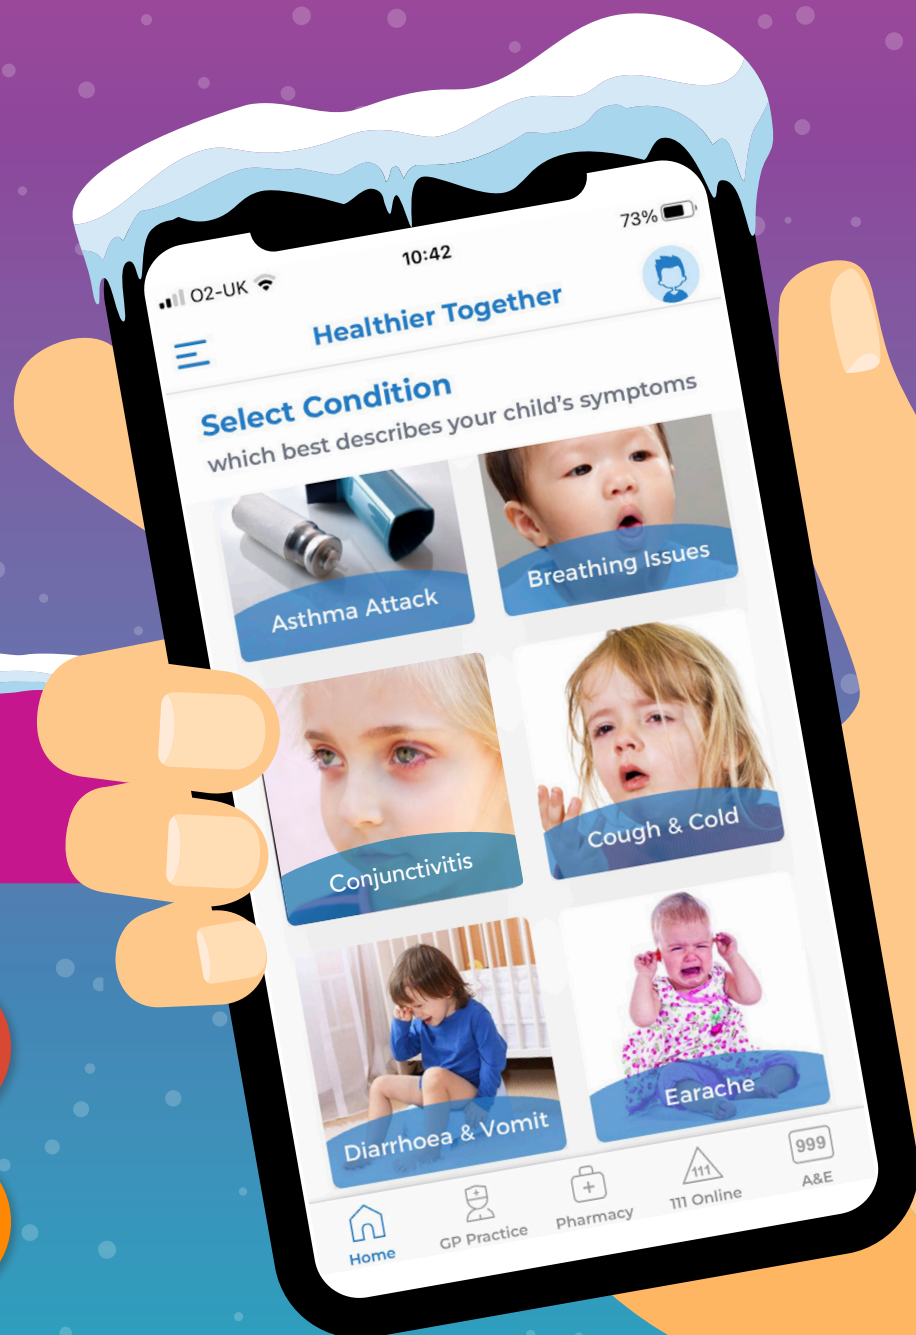 O2-UK
10:42
73%
Healthier Together
Select Condition
which best describes your child's symptoms
Asthma Attack
Breathing Issues
Conjunctivitis
Cough & Cold
Diarrhoea & Vomit
Earache
111
999
Home
GP Practice
Pharmacy
111 Online
A&E